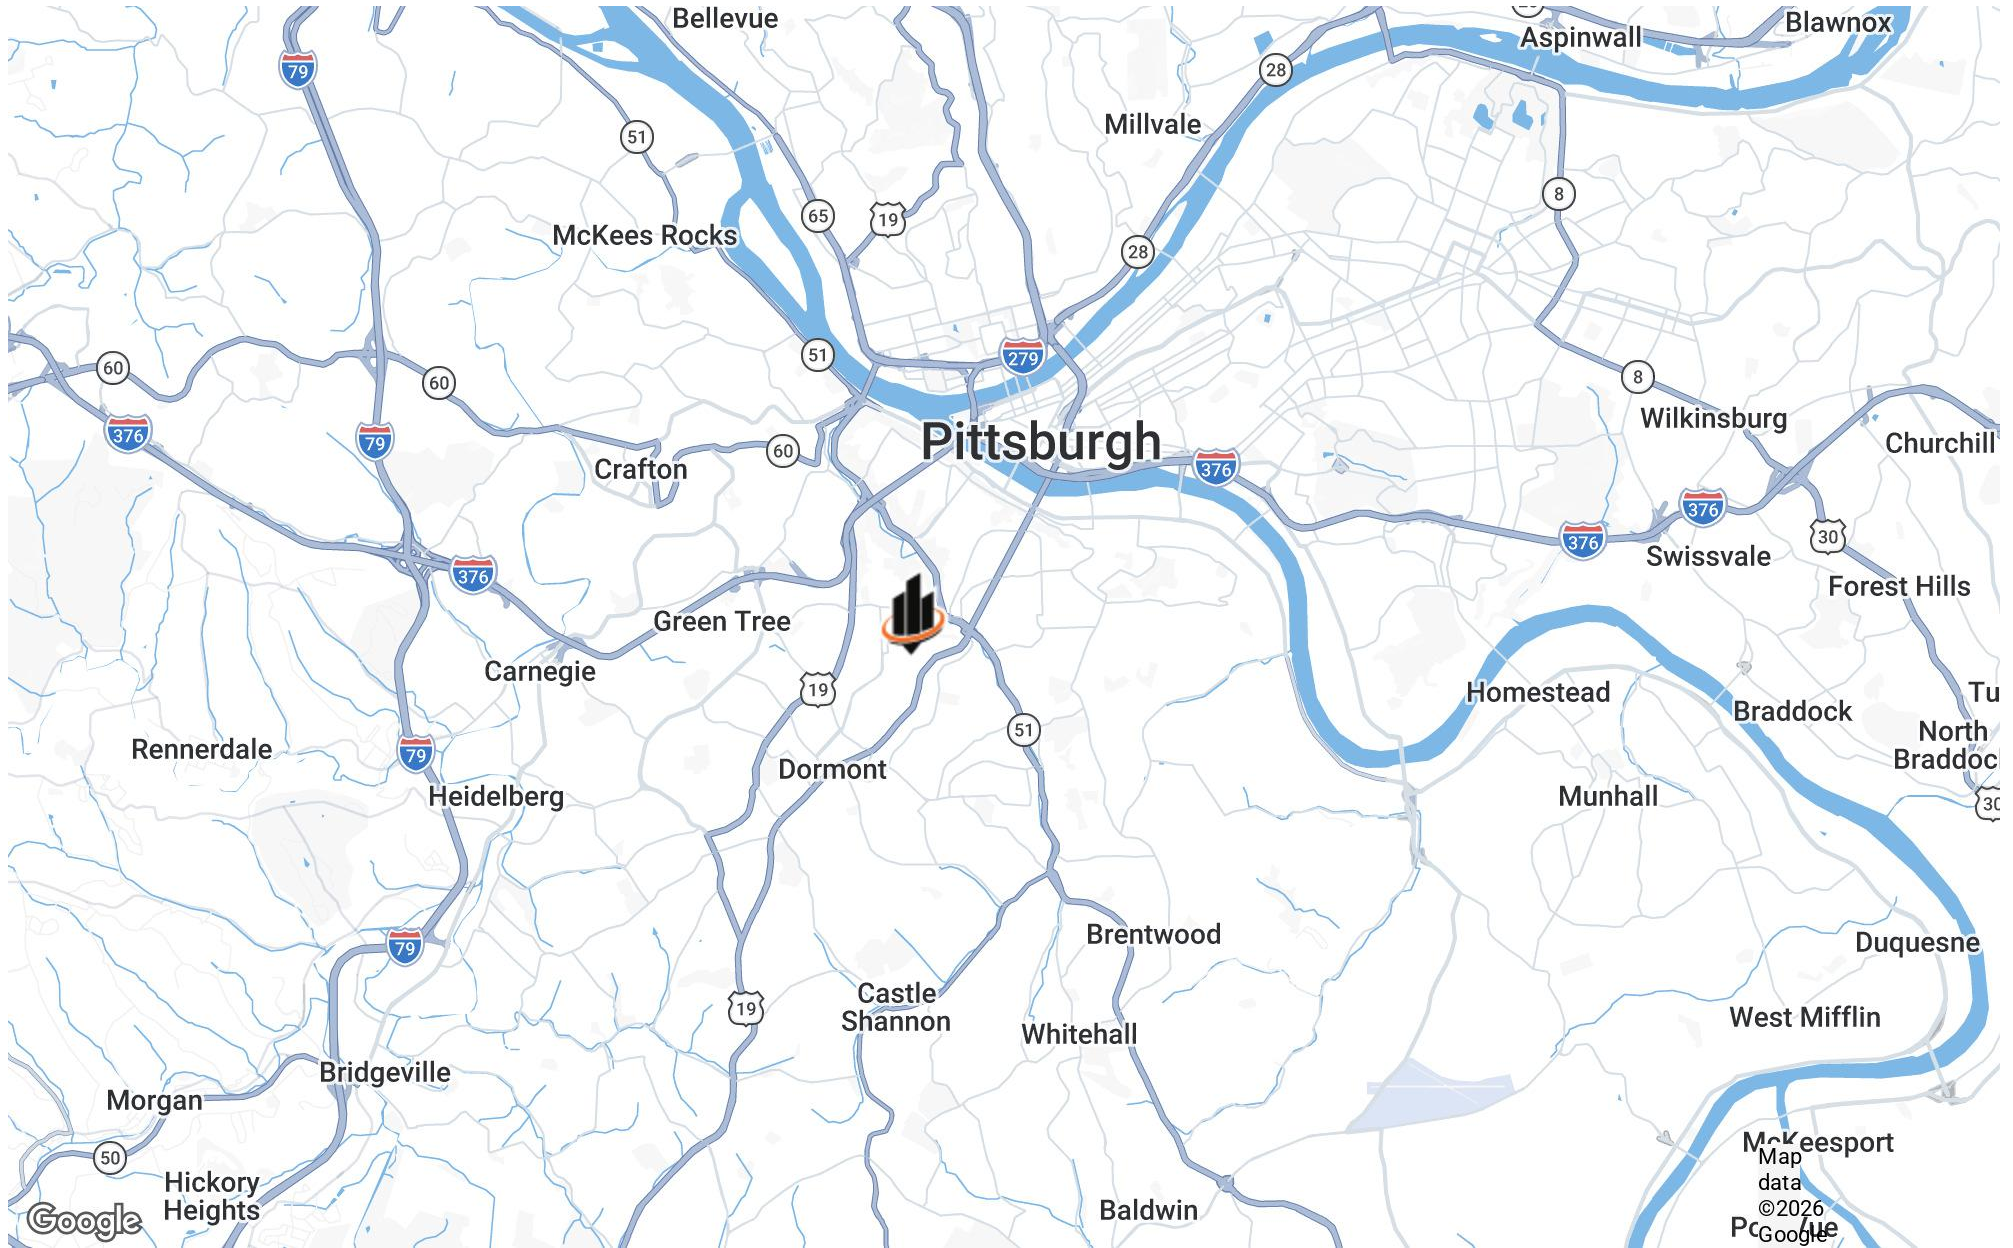 Bellevue
Blawnox
Aspinwall
79
28
Millvale
51
8
65
19
McKees Rocks
28
51
279
60
60
8
Wilkinsburg
376
79
Pittsburgh
Churchill
60
Crafton
376
376
30
376
Swissvale
376
Forest Hills
Green Tree
Carnegie
19
Homestead
Tu
Braddock
51
North
Braddock
Rennerdale
79
Dormont
Heidelberg
Munhall
30
Brentwood
79
Duquesne
Castle
Shannon
19
West Mifflin
Whitehall
Bridgeville
Morgan
McKeesport
50
Map
data
©2026
Google
Hickory
Heights
Baldwin
Google